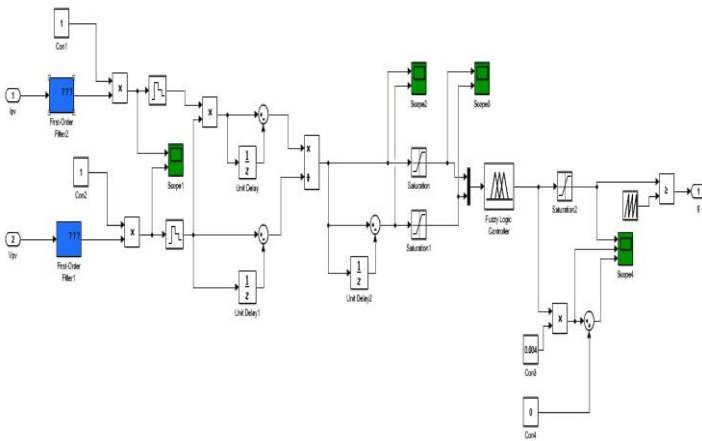 1
Con1
1
Ipv
???
First-Order
Filter2
x
x
Scope1
Scope2
Scope3
1
z
Unit Delay
x
÷
1
Con2
x
2
Vpv
???
First-Order
Filter1
1
z
Unit Delay1
1
z
Unit Delay2
Saturation
Saturation1
Fuzzy Logic
Controller
Saturation2
≥
1
g
Scope4
x
0.004
Con3
0
Con4